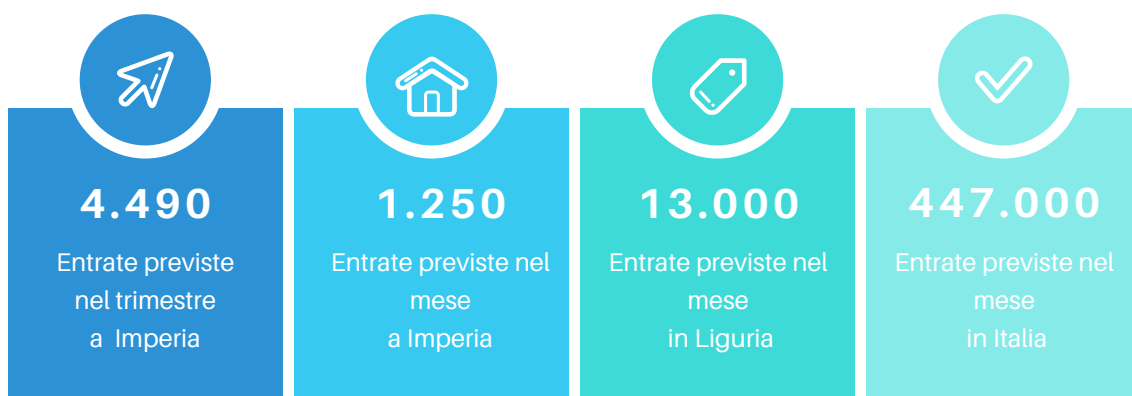 4.490
Entrate previste
nel trimestre
a Imperia
1.250
Entrate previste nel
mese
a Imperia
13.000
Entrate previste nel
mese
in Liguria
447.000
Entrate previste nel
mese
in Italia